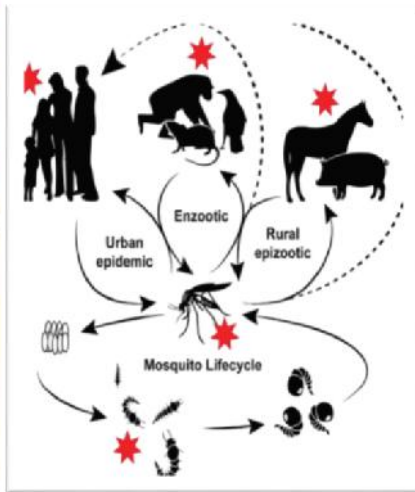 Enzootic
Urban
epidemic
Rural
epizootic
Mosquito Lifecycle